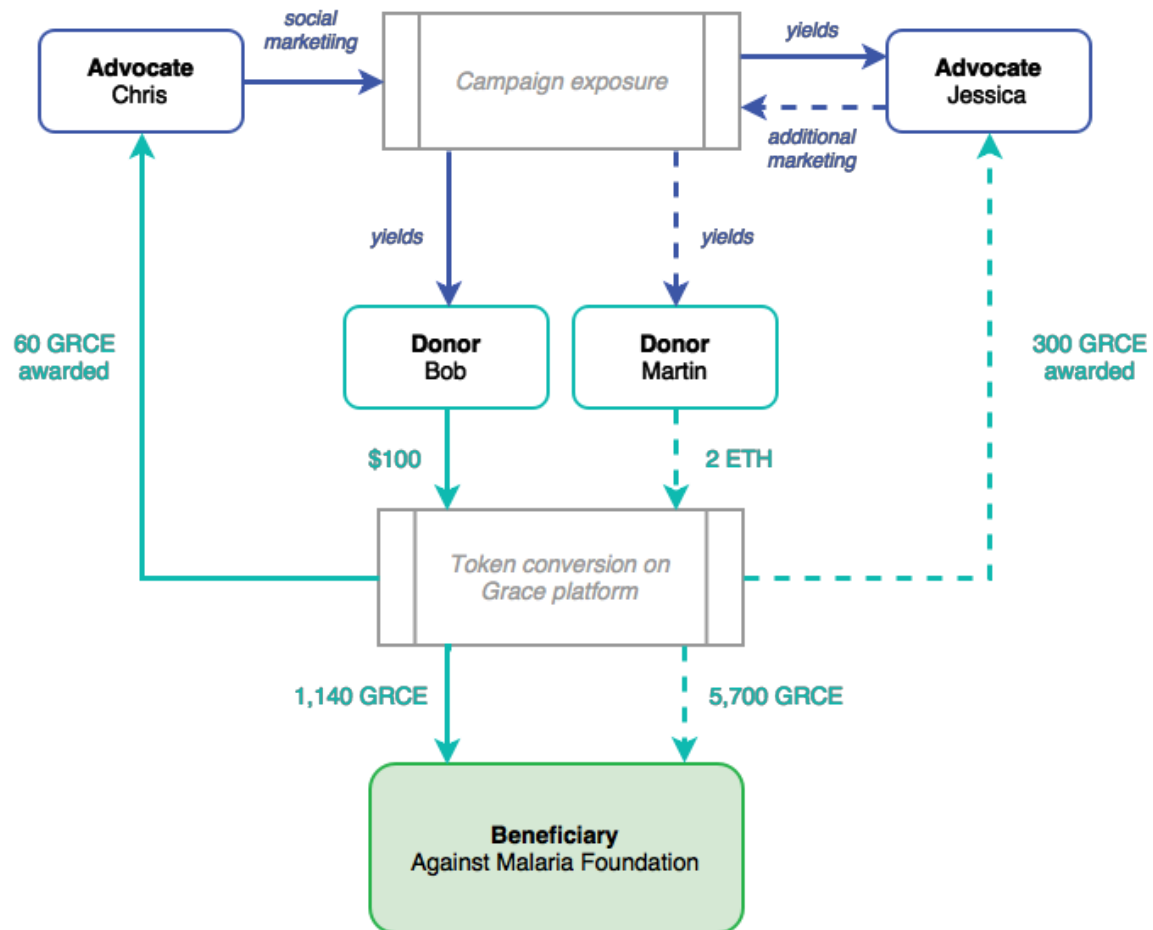 social
marketiing
Advocate
Chris
Campaign exposure
yields
Advocate
Jessica
additional
marketing
yields
yields
60 GRCE
awarded
Donor
Bob
Donor
Martin
300 GRCE
awarded
$100
2 ETH
Token conversion on
Grace platform
1,140 GRCE
5,700 GRCE
Beneficiary
Against Malaria Foundation